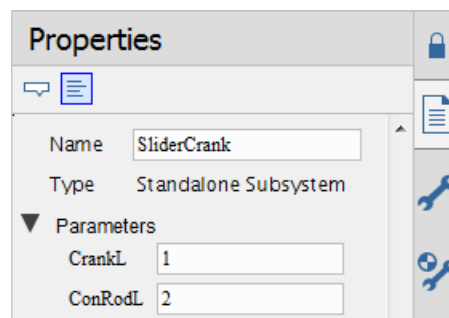 Properties
Name SliderCrank
Type Standalone Subsystem
Parameters
CrankL 1
ConRodL 2